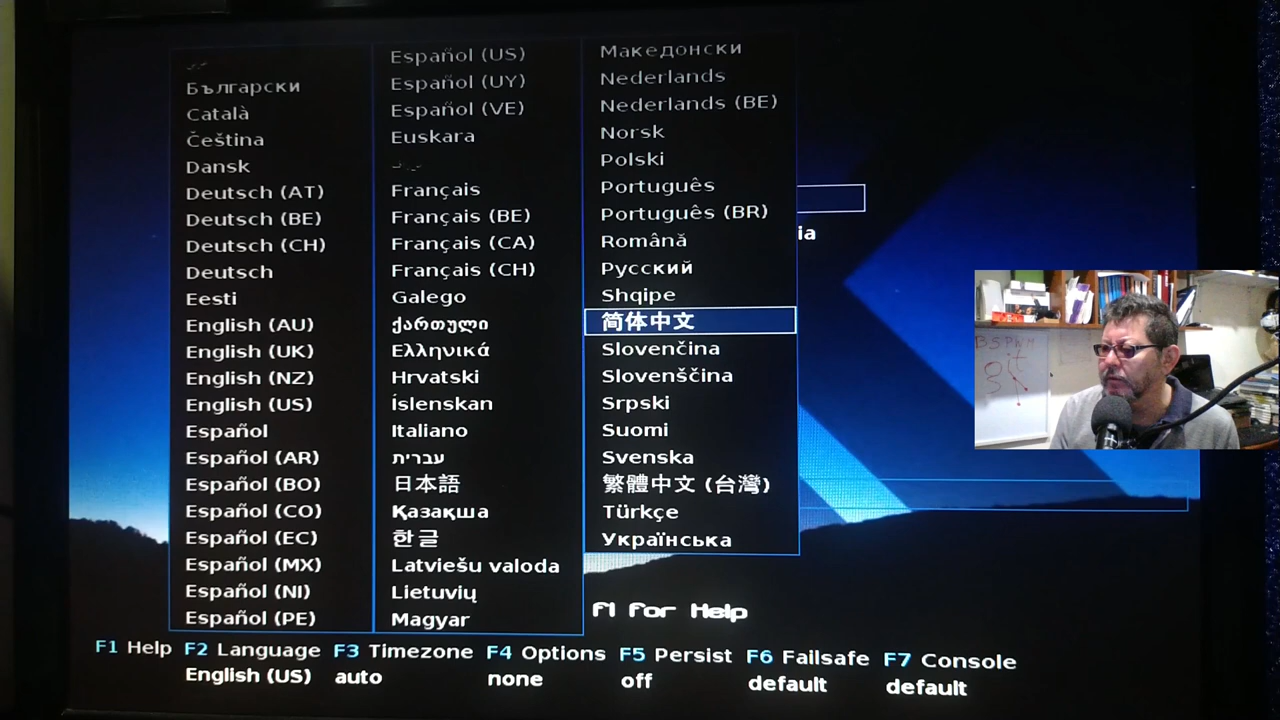 Български
Català
Čeština
Dansk
Deutsch (AT)
Deutsch (BE)
Deutsch (CH)
Deutsch
Eesti
English (AU)
English (UK)
English (NZ)
English (US)
Español
Español (AR)
Español (BO)
Español (CO)
Español (EC)
Español (MX)
Español (NI)
Español (PE)
Español (US)
Español (UY)
Español (VE)
Euskara
Français
Français (BE)
Français (CA)
Français (CH)
Galego
ქართული
Ελληνικά
Hrvatski
Íslenskan
Italiano
עברית
日本語
Қазақша
한글
Latviešu valoda
Lietuvių
Magyar
Македонски
Nederlands
Nederlands (BE)
Norsk
Polski
Português
Português (BR)
Română
Русский
Shqipe
简体中文
Slovenčina
Slovenščina
Srpski
Suomi
Svenska
繁體中文 (台灣)
Türkçe
Українська
ia
F1 for Help
F1 Help F2 Language F3 Timezone F4 Options F5 Persist F6 Failsafe F7 Console
English (US) auto none off default default